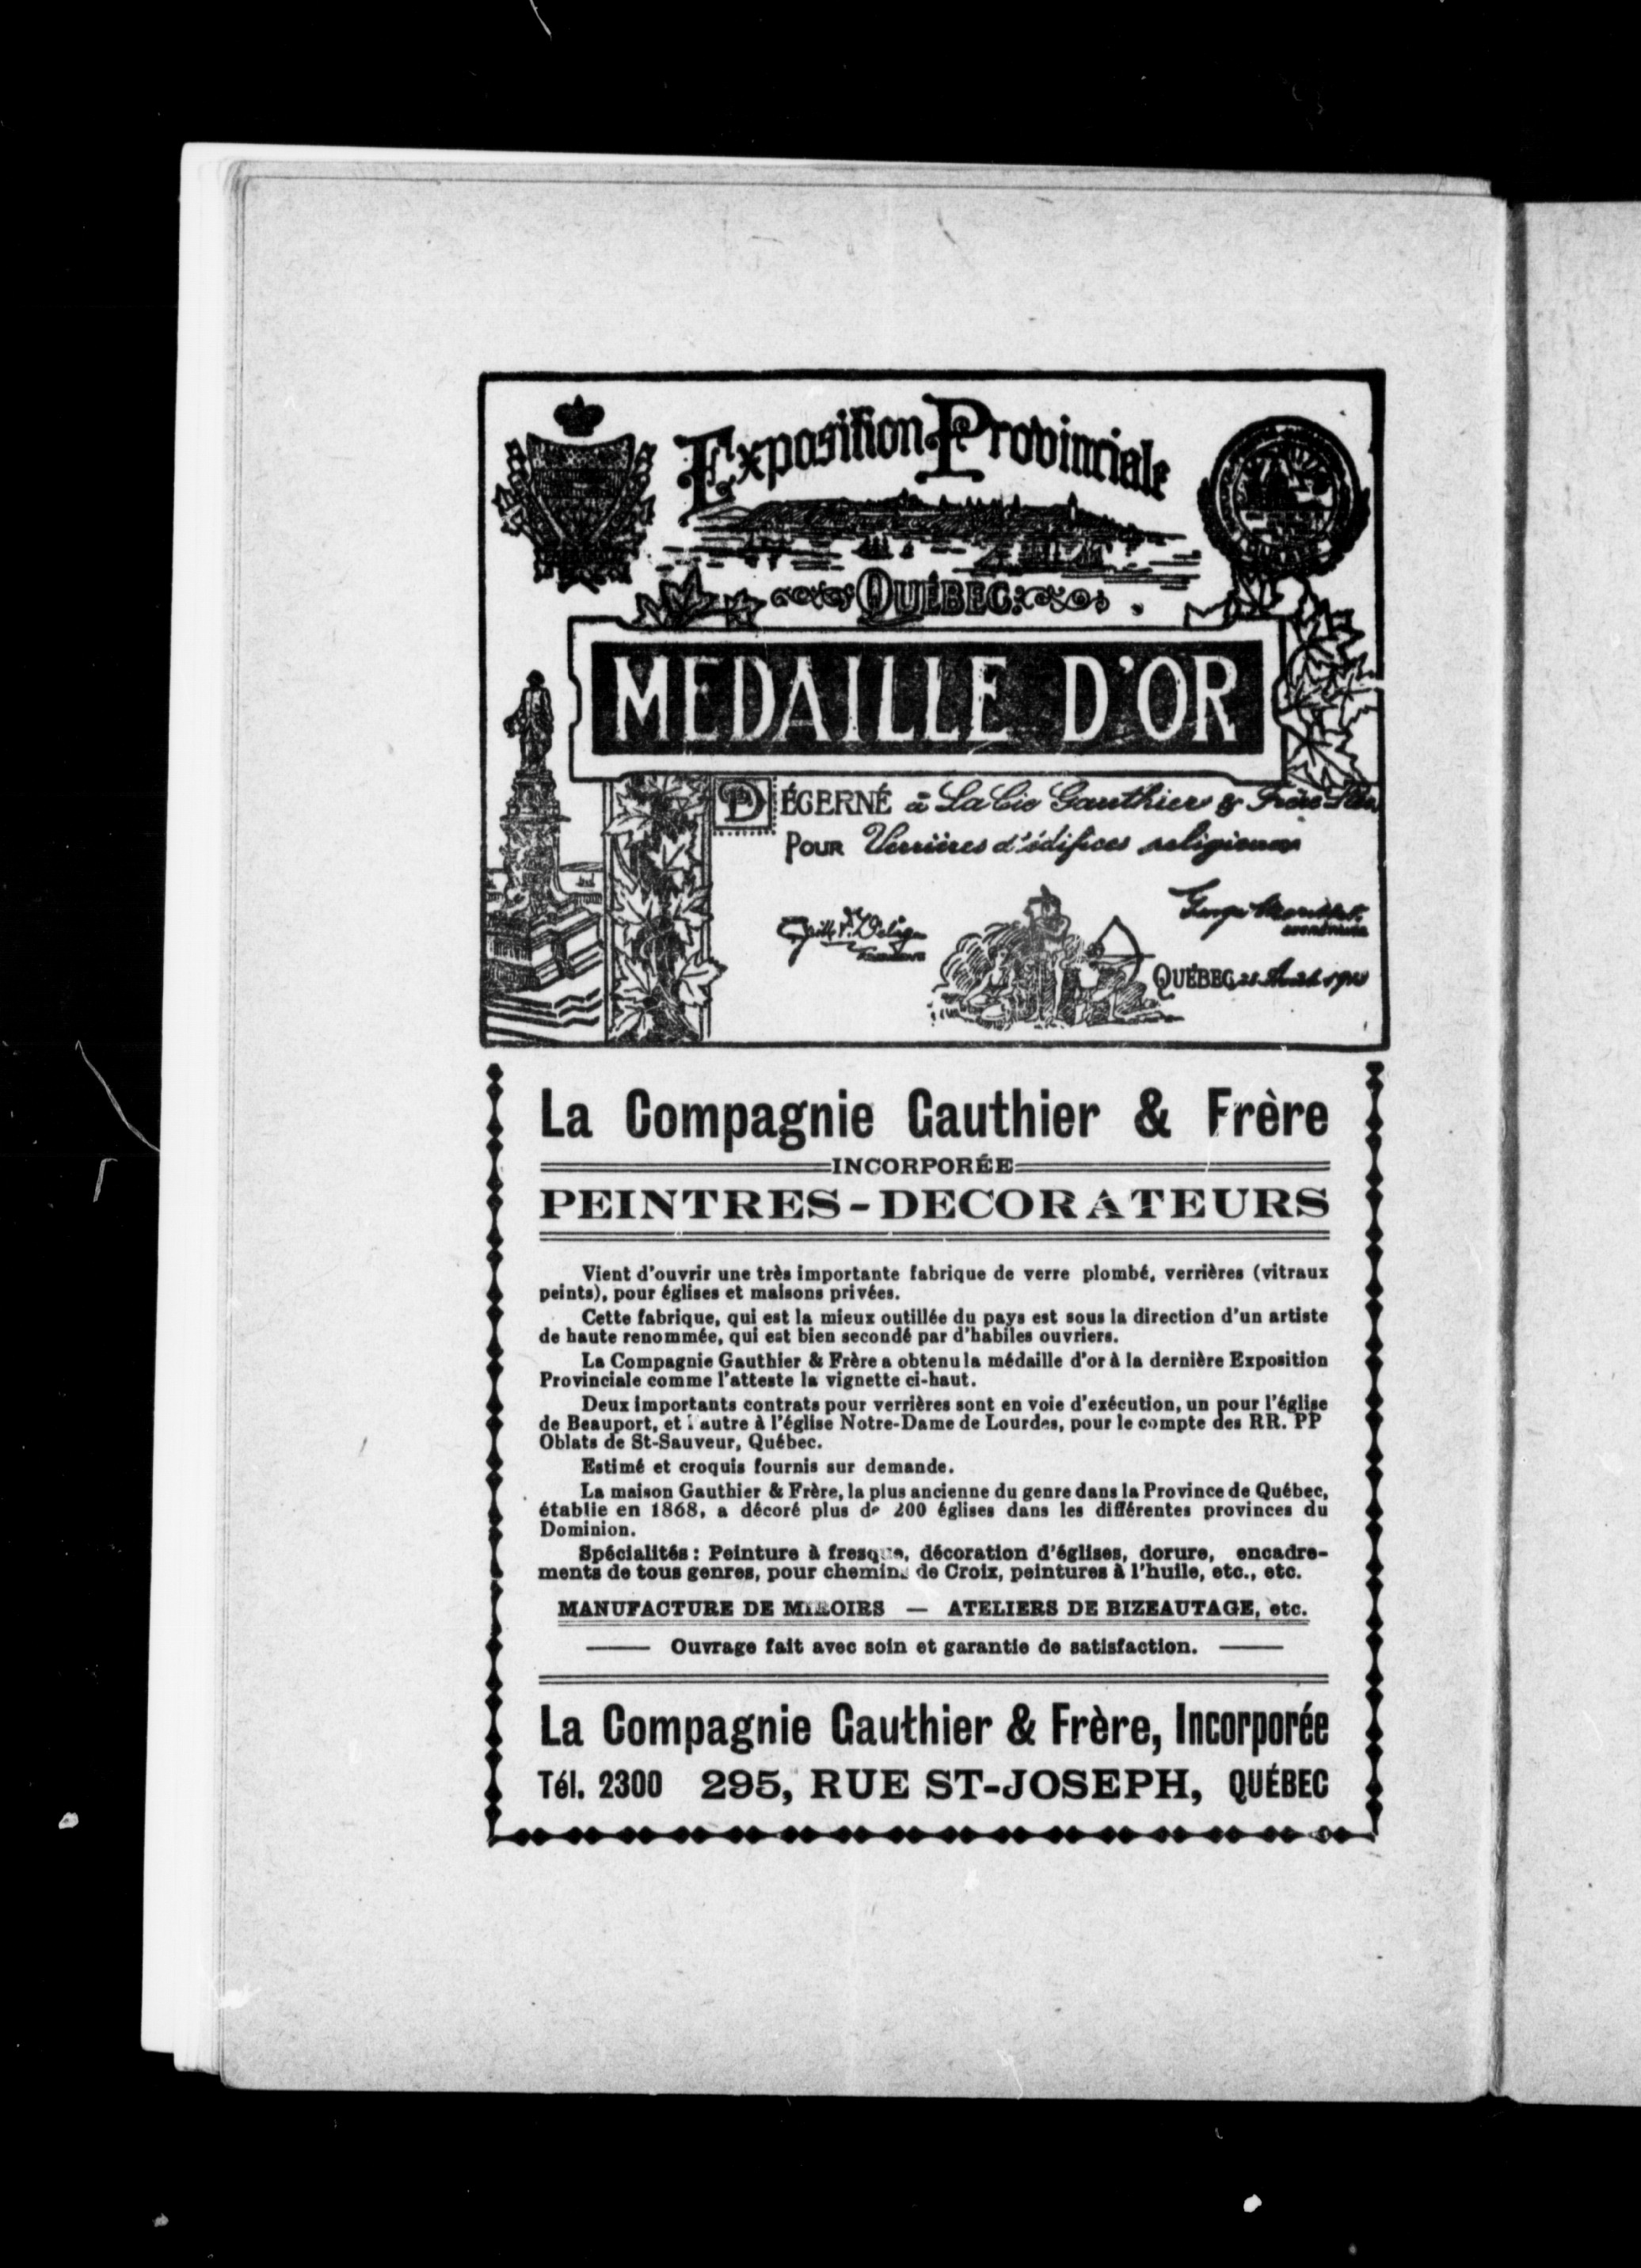 Exposition Provinciale
QUÉBEC
MEDAILLE D'OR
DÉCERNÉ à La Cie Gauthier & Frère
POUR Verrières d'édifices religieux
QUÉBEC, 1910
La Compagnie Gauthier & Frère
INCORPORÉE
PEINTRES-DECORATEURS
Vient d'ouvrir une très importante fabrique de verre plombé, verrières (vitraux
peints), pour églises et maisons privées.
Cette fabrique, qui est la mieux outillée du pays est sous la direction d'un artiste
de haute renommée, qui est bien secondé par d'habiles ouvriers.
La Compagnie Gauthier & Frère a obtenu la médaille d'or à la dernière Exposition
Provinciale comme l'atteste la vignette ci-haut.
Deux importants contrats pour verrières sont en voie d'exécution, un pour l'église
de Beauport, et l'autre à l'église Notre-Dame de Lourdes, pour le compte des RR. PP
Oblats de St-Sauveur, Québec.
Estimé et croquis fournis sur demande.
La maison Gauthier & Frère, la plus ancienne du genre dans la Province de Québec,
établie en 1868, a décoré plus de 200 églises dans les différentes provinces du
Dominion.
Spécialités : Peinture à fresque, décoration d'églises, dorure, encadre-
ments de tous genres, pour chemins de Croix, peintures à l'huile, etc., etc.
MANUFACTURE DE MIROIRS — ATELIERS DE BIZEAUTAGE, etc.
Ouvrage fait avec soin et garantie de satisfaction.
La Compagnie Gauthier & Frère, Incorporée
Tél. 2300 295, RUE ST-JOSEPH, QUÉBEC